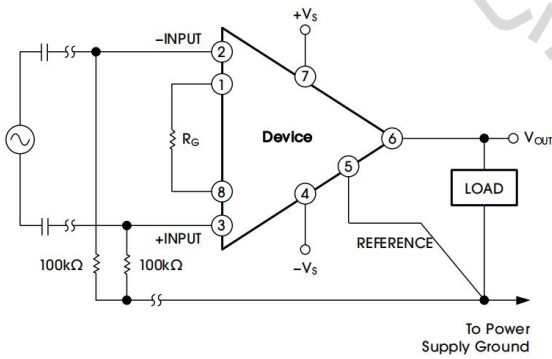 +VS
−INPUT
2
7
1
RG
Device
6
VOUT
5
8
4
LOAD
3
+INPUT
REFERENCE
100kΩ
100kΩ
−VS
To Power
Supply Ground